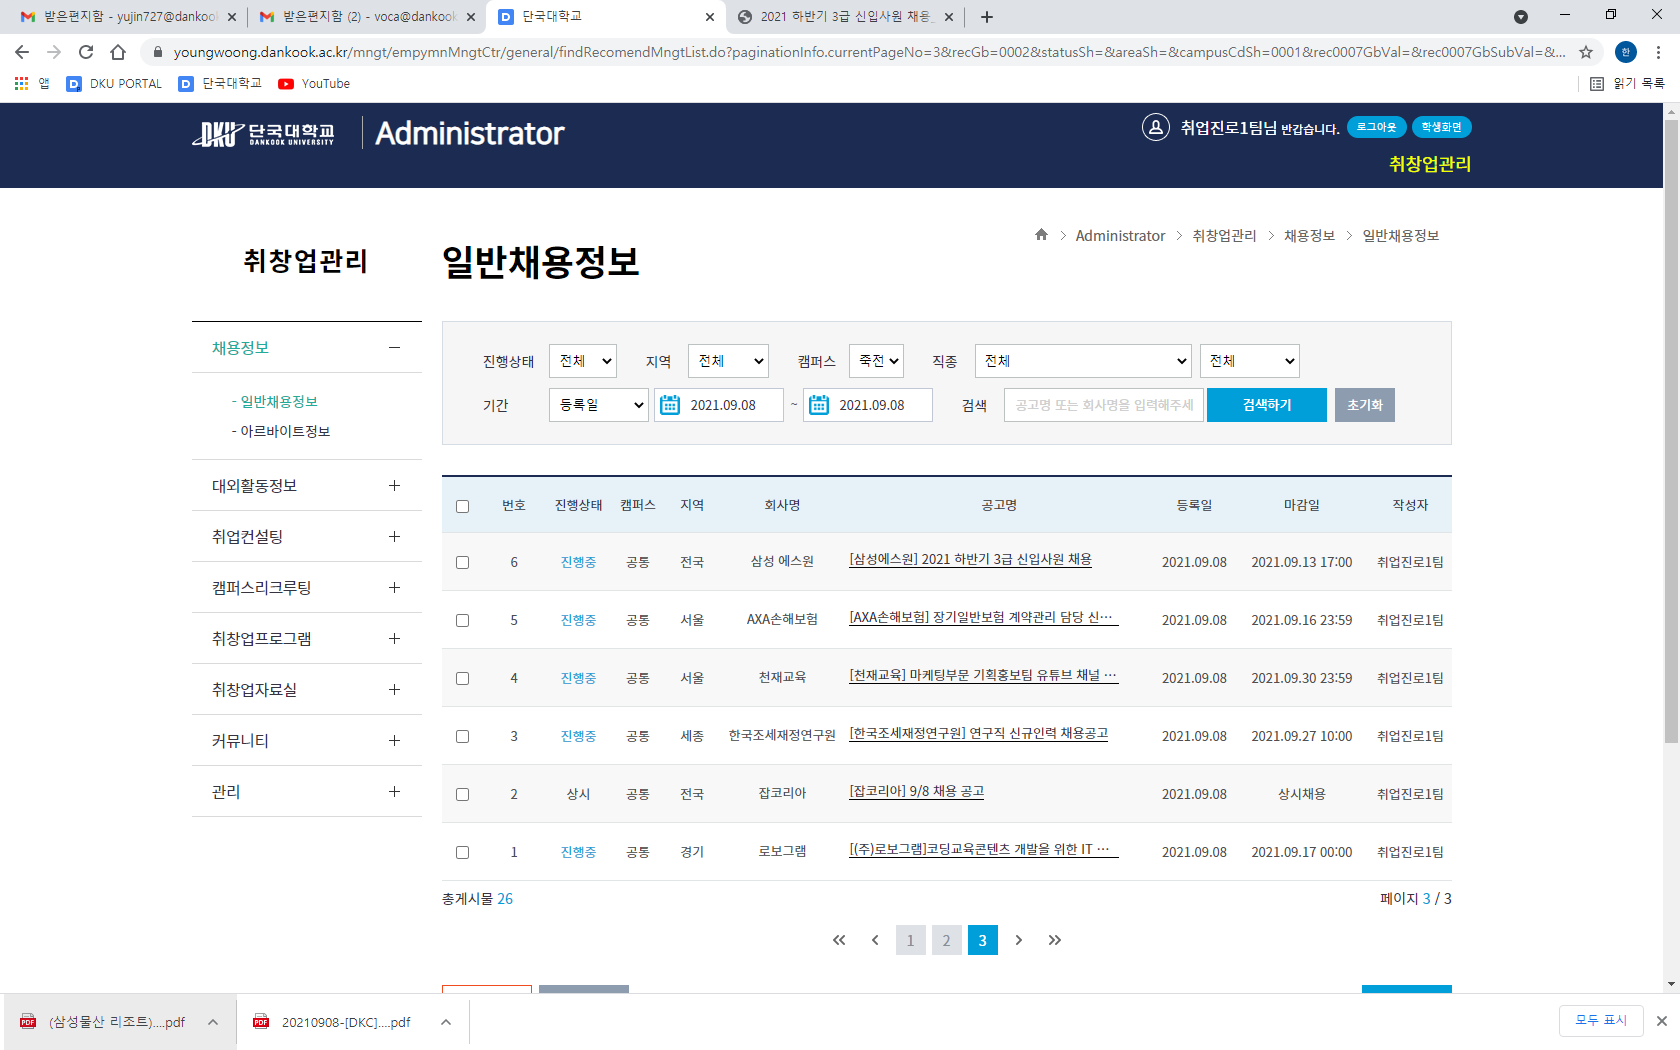 받은편지함 - yujin727@dankook
받은편지함 (2) - voca@dankook
단국대학교
2021 하반기 3급 신입사원 채용_
youngwoong.dankook.ac.kr/mngt/empymnMngtCtr/general/findRecomendMngtList.do?paginationInfo.currentPageNo=3&recGb=0002&statusSh=&areaSh=&campusCdSh=0001&rec0007GbVal=&rec0007GbSubVal=&...
한
앱
DKU PORTAL
단국대학교
YouTube
읽기 목록
DKU 단국대학교
DANKOOK UNIVERSITY
Administrator
취업진로1팀님 반갑습니다.
로그아웃
학생화면
취창업관리
Administrator > 취창업관리 > 채용정보 > 일반채용정보
취창업관리
일반채용정보
채용정보
- 일반채용정보
- 아르바이트정보
대외활동정보
취업컨설팅
캠퍼스리크루팅
취창업프로그램
취창업자료실
커뮤니티
관리
진행상태 전체 지역 전체 캠퍼스 죽전 직종 전체 전체
기간 등록일 2021.09.08 ~ 2021.09.08 검색 공고명 또는 회사명을 입력해주세 검색하기 초기화
번호 진행상태 캠퍼스 지역 회사명 공고명 등록일 마감일 작성자
6 진행중 공통 전국 삼성 에스원 [삼성에스원] 2021 하반기 3급 신입사원 채용 2021.09.08 2021.09.13 17:00 취업진로1팀
5 진행중 공통 서울 AXA손해보험 [AXA손해보험] 장기일반보험 계약관리 담당 신… 2021.09.08 2021.09.16 23:59 취업진로1팀
4 진행중 공통 서울 천재교육 [천재교육] 마케팅부문 기획홍보팀 유튜브 채널 … 2021.09.08 2021.09.30 23:59 취업진로1팀
3 진행중 공통 세종 한국조세재정연구원 [한국조세재정연구원] 연구직 신규인력 채용공고 2021.09.08 2021.09.27 10:00 취업진로1팀
2 상시 공통 전국 잡코리아 [잡코리아] 9/8 채용 공고 2021.09.08 상시채용 취업진로1팀
1 진행중 공통 경기 로보그램 [(주)로보그램]코딩교육콘텐츠 개발을 위한 IT … 2021.09.08 2021.09.17 00:00 취업진로1팀
총게시물 26
페이지 3 / 3
1 2 3
(삼성물산 리조트)....pdf
20210908-[DKC]....pdf
모두 표시